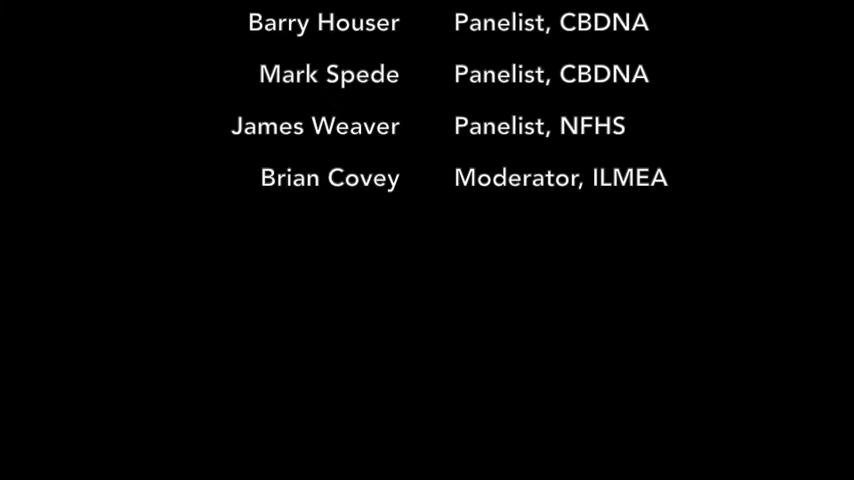 Barry Houser Panelist, CBDNA
Mark Spede Panelist, CBDNA
James Weaver Panelist, NFHS
Brian Covey Moderator, ILMEA